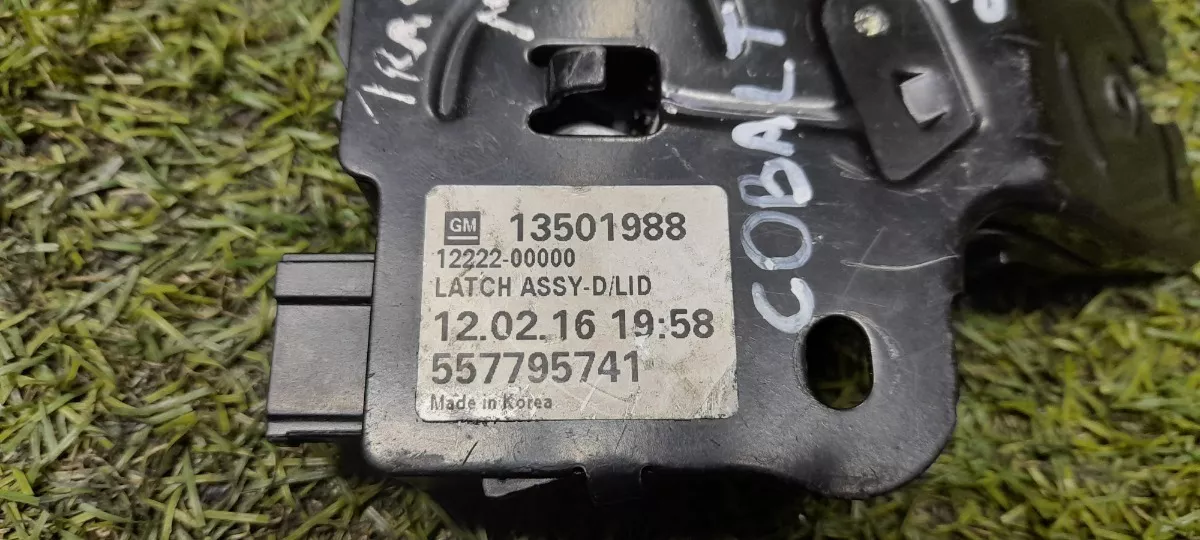 COBALT
GM 13501988
12222-00000
LATCH ASSY-D/LID
12.02.16 19:58
557795741
Made in Korea